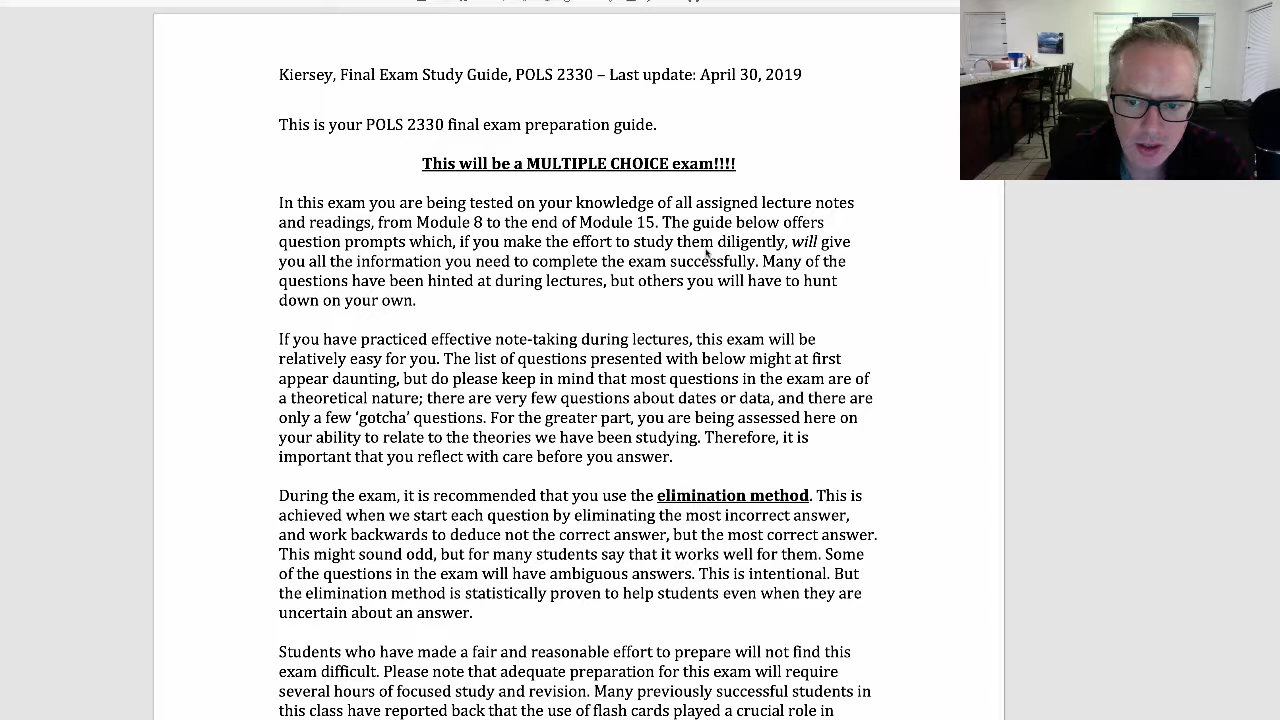 Kiersey, Final Exam Study Guide, POLS 2330 – Last update: April 30, 2019
This is your POLS 2330 final exam preparation guide.
This will be a MULTIPLE CHOICE exam!!!!
In this exam you are being tested on your knowledge of all assigned lecture notes
and readings, from Module 8 to the end of Module 15. The guide below offers
question prompts which, if you make the effort to study them diligently, will give
you all the information you need to complete the exam successfully. Many of the
questions have been hinted at during lectures, but others you will have to hunt
down on your own.
If you have practiced effective note-taking during lectures, this exam will be
relatively easy for you. The list of questions presented with below might at first
appear daunting, but do please keep in mind that most questions in the exam are of
a theoretical nature; there are very few questions about dates or data, and there are
only a few ‘gotcha’ questions. For the greater part, you are being assessed here on
your ability to relate to the theories we have been studying. Therefore, it is
important that you reflect with care before you answer.
During the exam, it is recommended that you use the elimination method. This is
achieved when we start each question by eliminating the most incorrect answer,
and work backwards to deduce not the correct answer, but the most correct answer.
This might sound odd, but for many students say that it works well for them. Some
of the questions in the exam will have ambiguous answers. This is intentional. But
the elimination method is statistically proven to help students even when they are
uncertain about an answer.
Students who have made a fair and reasonable effort to prepare will not find this
exam difficult. Please note that adequate preparation for this exam will require
several hours of focused study and revision. Many previously successful students in
this class have reported back that the use of flash cards played a crucial role in